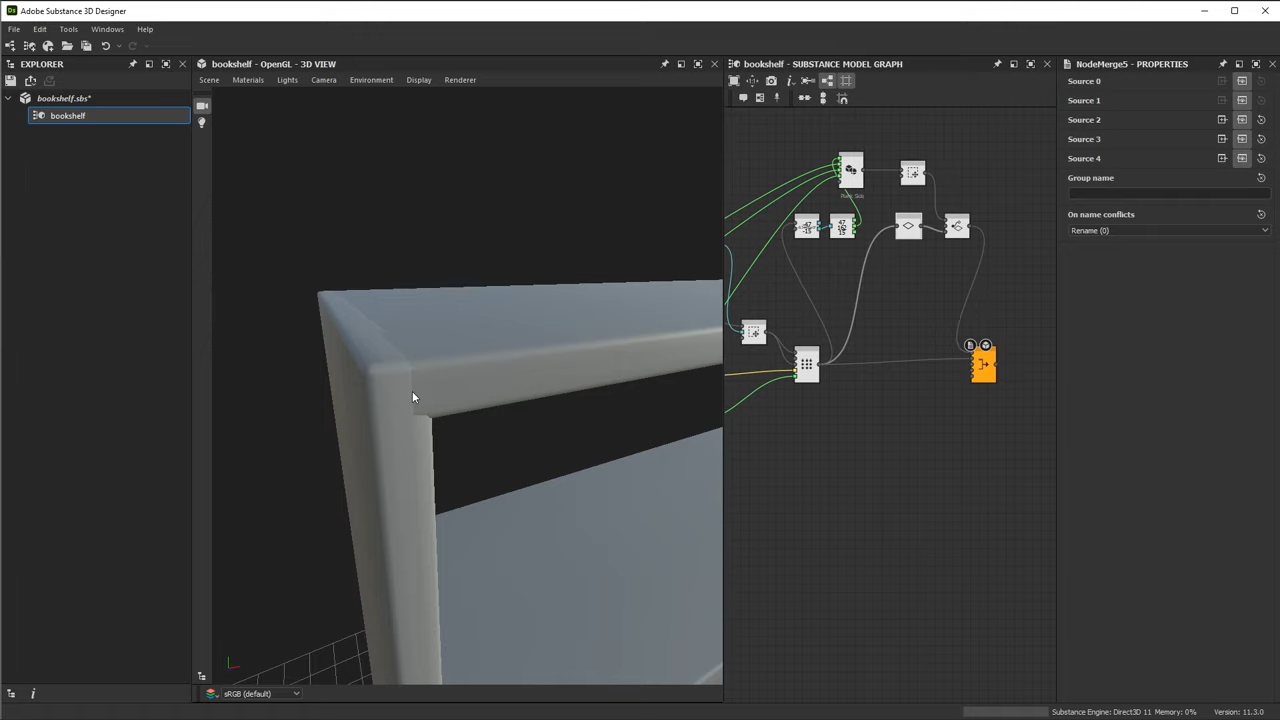 Ds Adobe Substance 3D Designer
File Edit Tools Windows Help
EXPLORER
bookshelf.sbs*
bookshelf
bookshelf - OpenGL - 3D VIEW
Scene Materials Lights Camera Environment Display Renderer
sRGB (default)
bookshelf - SUBSTANCE MODEL GRAPH
NodeMerge5 - PROPERTIES
Source 0
Source 1
Source 2
Source 3
Source 4
Group name
On name conflicts
Rename (0)
Substance Engine: Direct3D 11 Memory: 0% Version: 11.3.0